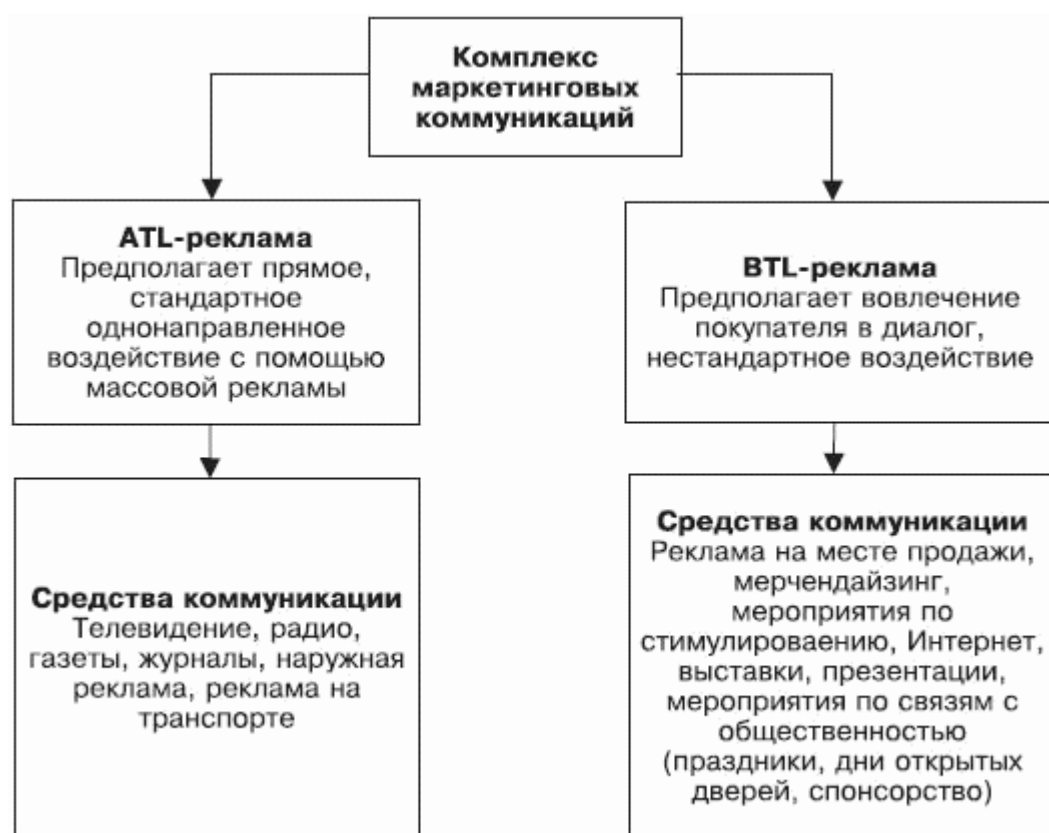 Комплекс
маркетинговых
коммуникаций
ATL-реклама
Предполагает прямое,
стандартное
однонаправленное
воздействие с помощью
массовой рекламы
BTL-реклама
Предполагает вовлечение
покупателя в диалог,
нестандартное воздействие
Средства коммуникации
Телевидение, радио,
газеты, журналы, наружная
реклама, реклама на
транспорте
Средства коммуникации
Реклама на месте продажи,
мерчендайзинг,
мероприятия по
стимулироваению, Интернет,
выставки, презентации,
мероприятия по связям с
общественностью
(праздники, дни открытых
дверей, спонсорство)